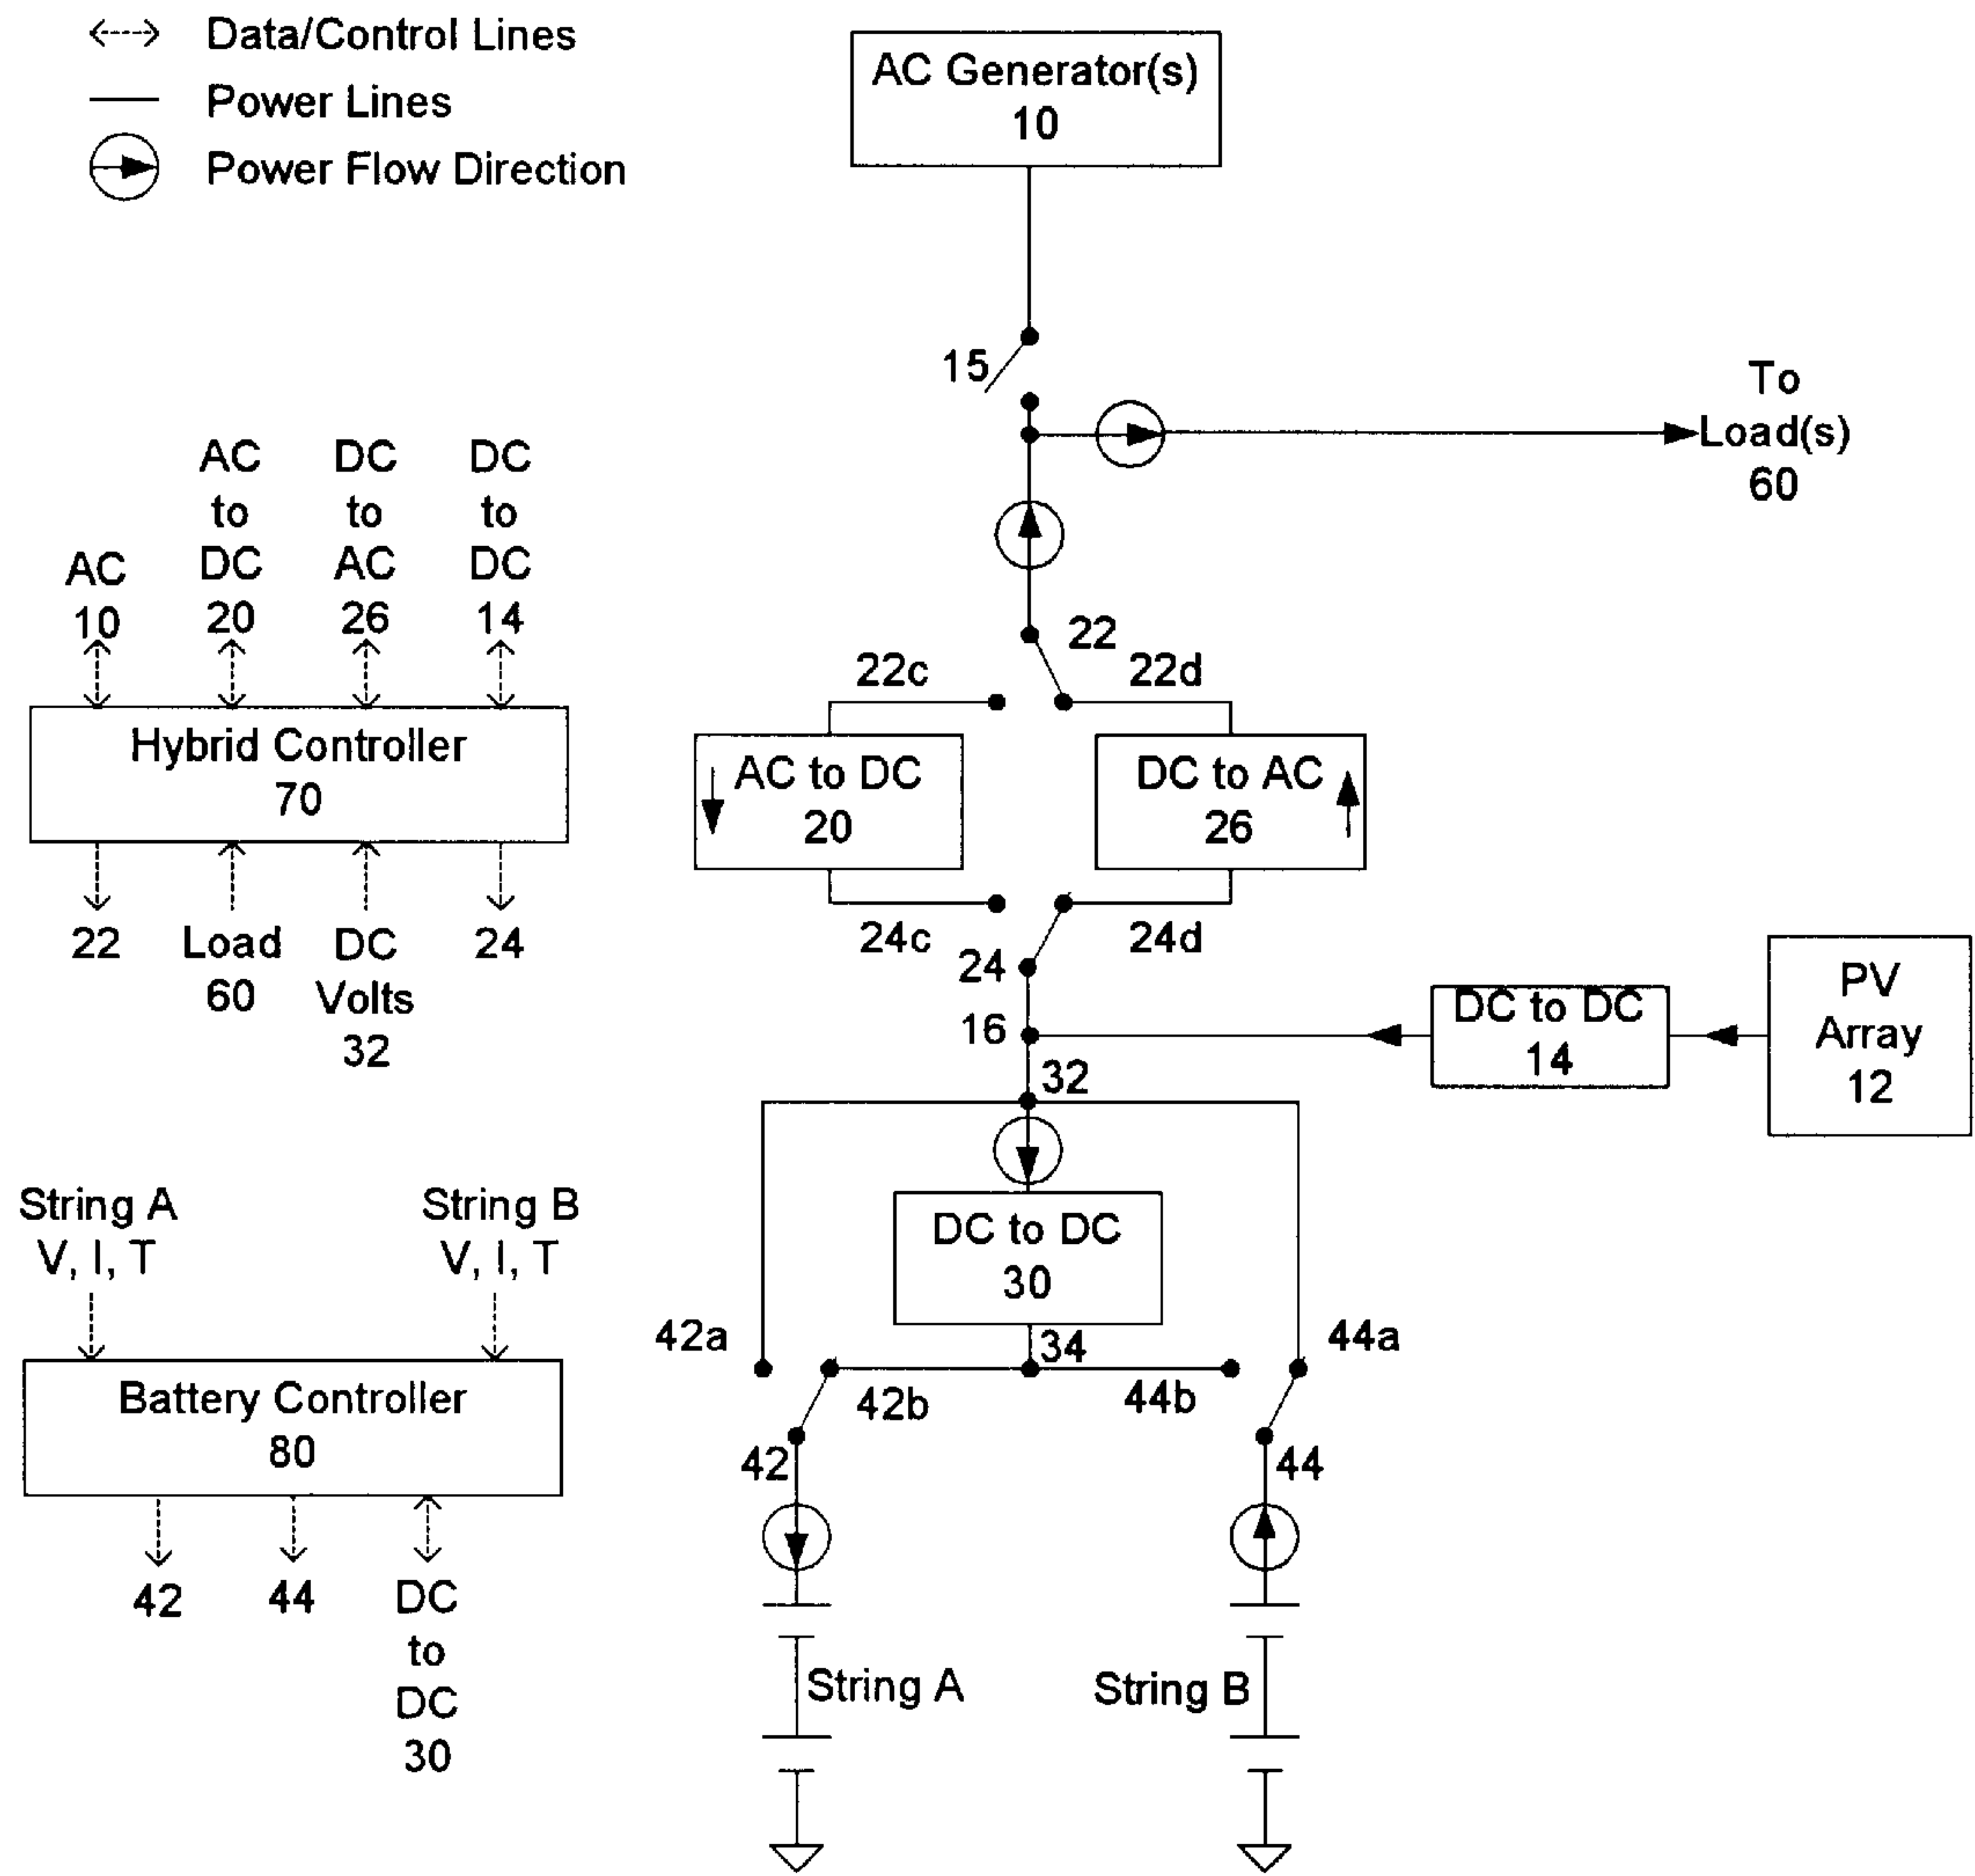 Data/Control Lines
Power Lines
Power Flow Direction
AC Generator(s)
10
15
To
Load(s)
60
AC
10
AC
to
DC
20
DC
to
AC
26
DC
to
DC
14
Hybrid Controller
70
22
Load
60
DC
Volts
32
24
22
22c
22d
AC to DC
20
DC to AC
26
24c
24d
24
16
32
DC to DC
14
PV
Array
12
DC to DC
30
34
42a
42b
44b
44a
42
44
String A
String B
String A
V, I, T
String B
V, I, T
Battery Controller
80
42
44
DC
to
DC
30